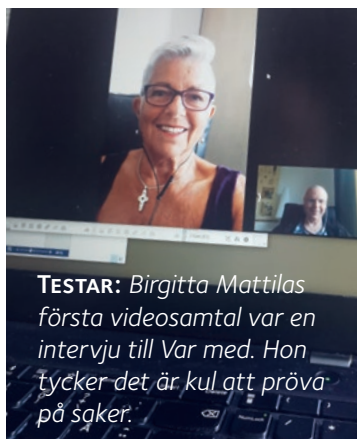 TESTAR: Birgitta Mattilas
första videosamtal var en
intervju till Var med. Hon
tycker det är kul att pröva
på saker.